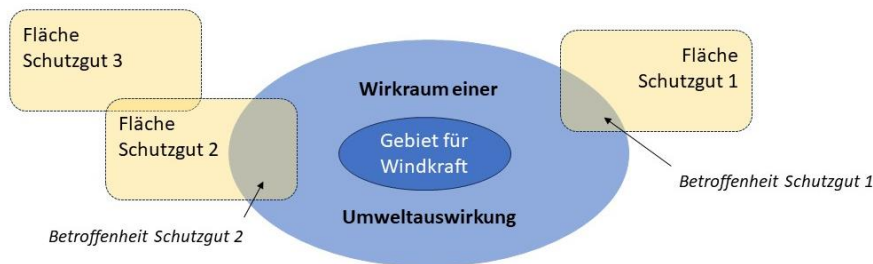 Fläche
Schutzgut 3
Fläche
Schutzgut 1
Wirkraum einer
Fläche
Schutzgut 2
Gebiet für
Windkraft
Betroffenheit Schutzgut 1
Umweltauswirkung
Betroffenheit Schutzgut 2